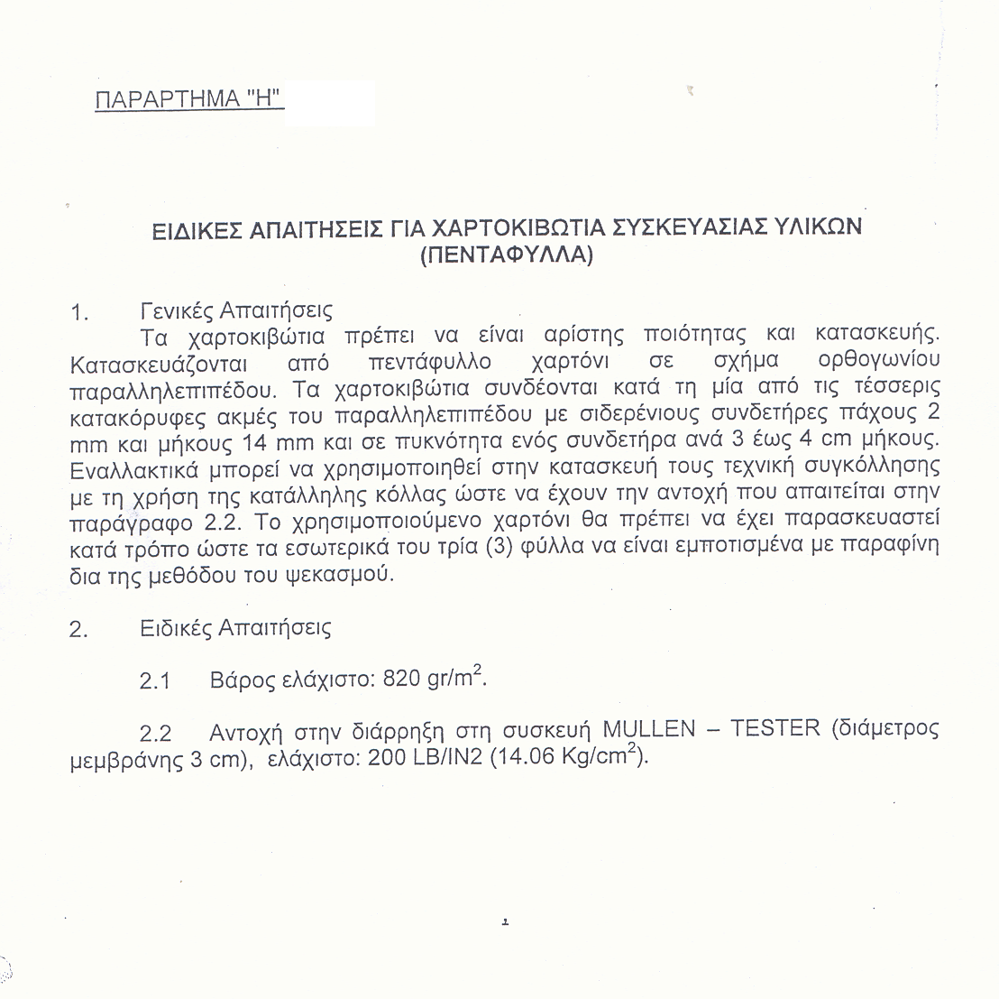 ΠΑΡΑΡΤΗΜΑ "Η"
ΕΙΔΙΚΕΣ ΑΠΑΙΤΗΣΕΙΣ ΓΙΑ ΧΑΡΤΟΚΙΒΩΤΙΑ ΣΥΣΚΕΥΑΣΙΑΣ ΥΛΙΚΩΝ
(ΠΕΝΤΑΦΥΛΛΑ)
1. Γενικές Απαιτήσεις
Τα χαρτοκιβώτια πρέπει να είναι αρίστης ποιότητας και κατασκευής.
Κατασκευάζονται από πεντάφυλλο χαρτόνι σε σχήμα ορθογωνίου
παραλληλεπιπέδου. Τα χαρτοκιβώτια συνδέονται κατά τη μία από τις τέσσερις
κατακόρυφες ακμές του παραλληλεπιπέδου με σιδερένιους συνδετήρες πάχους 2
mm και μήκους 14 mm και σε πυκνότητα ενός συνδετήρα ανά 3 έως 4 cm μήκους.
Εναλλακτικά μπορεί να χρησιμοποιηθεί στην κατασκευή τους τεχνική συγκόλλησης
με τη χρήση της κατάλληλης κόλλας ώστε να έχουν την αντοχή που απαιτείται στην
παράγραφο 2.2. Το χρησιμοποιούμενο χαρτόνι θα πρέπει να έχει παρασκευαστεί
κατά τρόπο ώστε τα εσωτερικά του τρία (3) φύλλα να είναι εμποτισμένα με παραφίνη
δια της μεθόδου του ψεκασμού.
2. Ειδικές Απαιτήσεις
2.1 Βάρος ελάχιστο: 820 gr/m².
2.2 Αντοχή στην διάρρηξη στη συσκευή MULLEN – TESTER (διάμετρος
μεμβράνης 3 cm), ελάχιστο: 200 LB/IN2 (14.06 Kg/cm²).
1